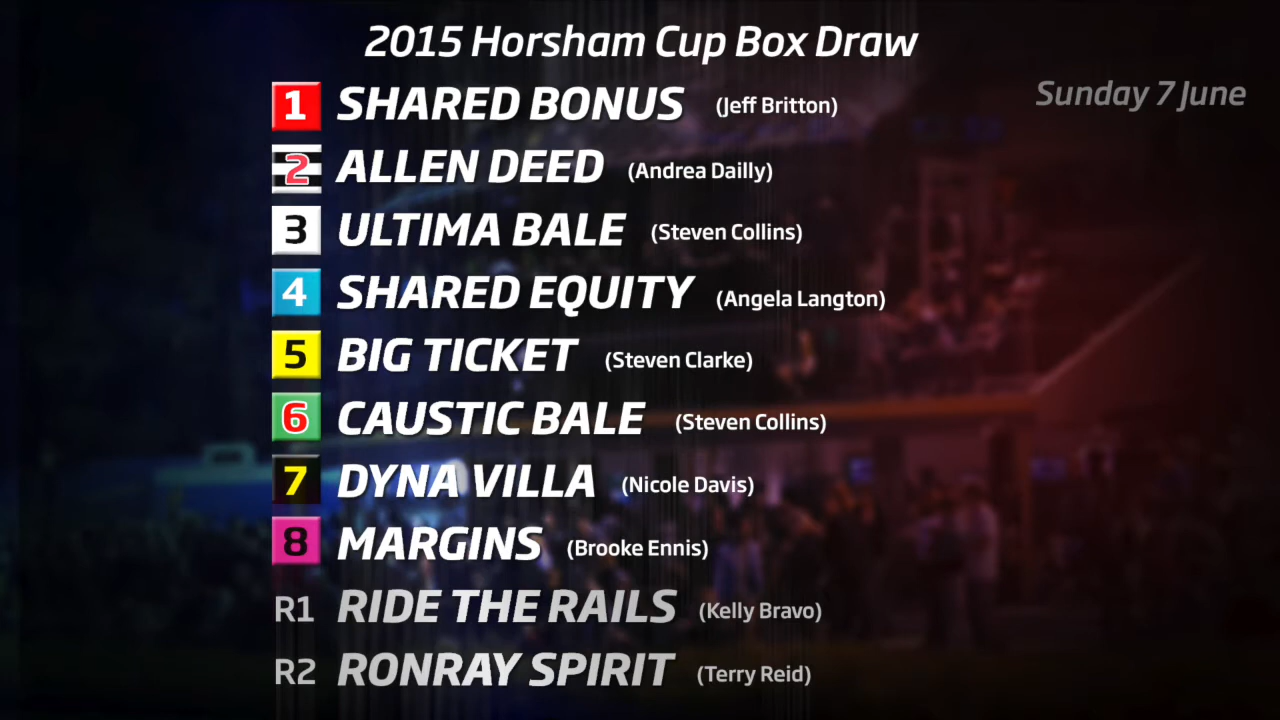 2015 Horsham Cup Box Draw
Sunday 7 June
1 SHARED BONUS (Jeff Britton)
2 ALLEN DEED (Andrea Dailly)
3 ULTIMA BALE (Steven Collins)
4 SHARED EQUITY (Angela Langton)
5 BIG TICKET (Steven Clarke)
6 CAUSTIC BALE (Steven Collins)
7 DYNA VILLA (Nicole Davis)
8 MARGINS (Brooke Ennis)
R1 RIDE THE RAILS (Kelly Bravo)
R2 RONRAY SPIRIT (Terry Reid)